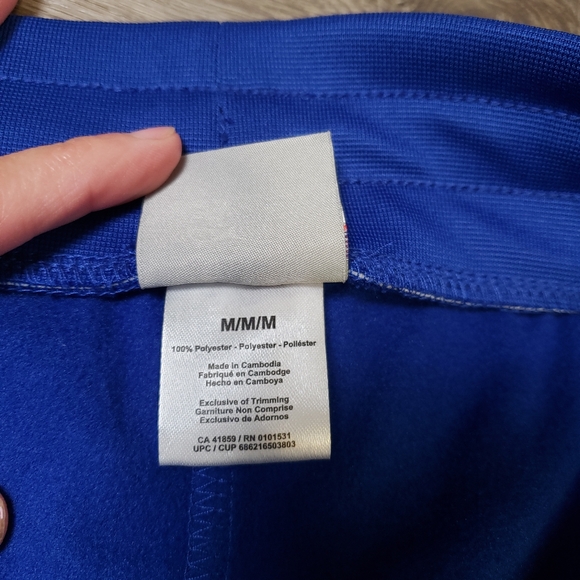 M/M/M
100% Polyester - Polyester - Poliéster
Made in Cambodia
Fabriqué en Cambodge
Hecho en Camboya
Exclusive of Trimming
Garniture Non Comprise
Exclusivo de Adornos
CA 41859 / RN 0101531
UPC / CUP 686216503803